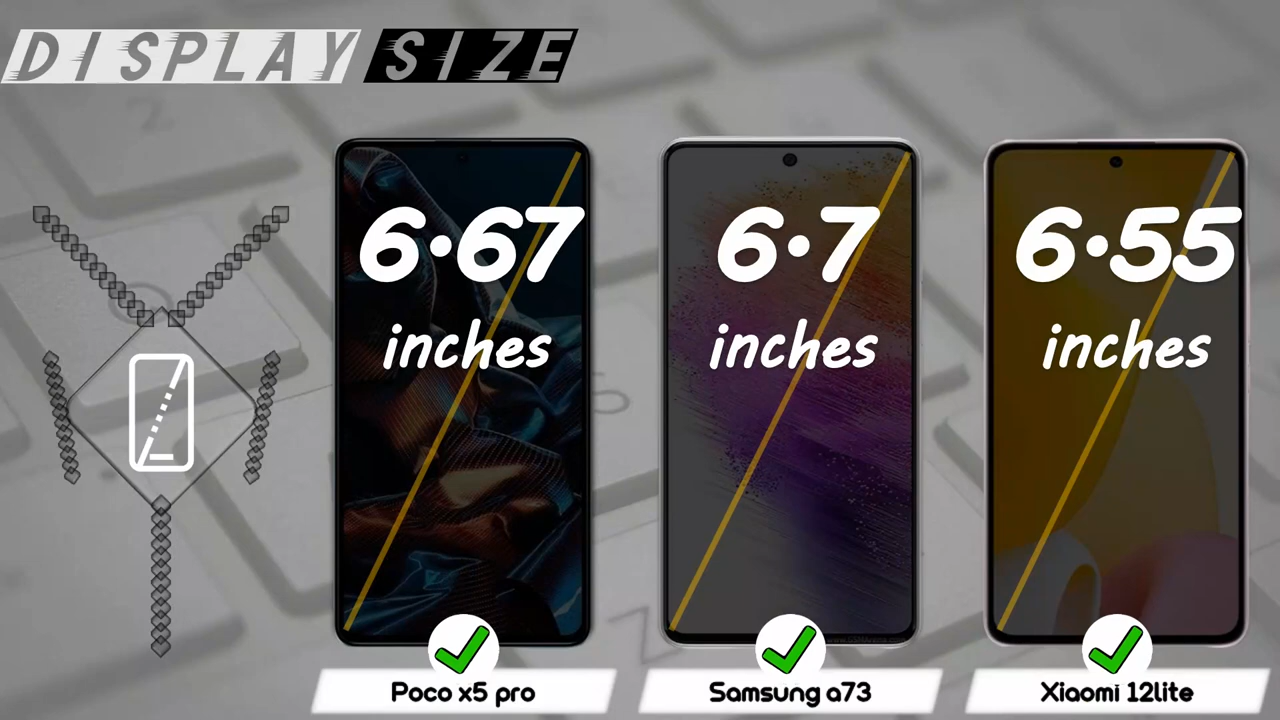 DISPLAY SIZE
6.67
inches
6.7
inches
6.55
inches
Poco x5 pro
Samsung a73
Xiaomi 12lite